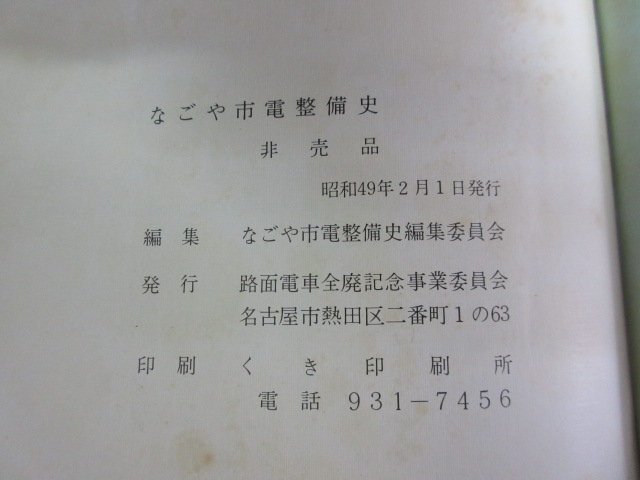 なごや市電整備史
非売品
昭和49年2月1日発行
編集 なごや市電整備史編集委員会
発行 路面電車全廃記念事業委員会
名古屋市熱田区二番町1の63
印刷 くき印刷所
電話 931-7456